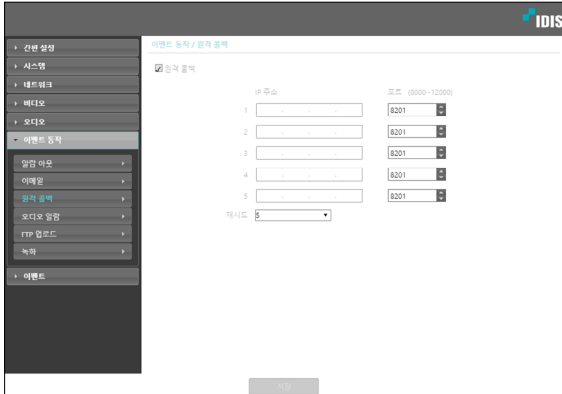 IDIS
간편 설정
시스템
네트워크
비디오
오디오
이벤트 동작
알람 아웃
이메일
원격 콜백
오디오 알람
FTP 업로드
녹화
이벤트
이벤트 동작 / 원격 콜백
원격 콜백
IP 주소 포트 (8000~12000)
1 . . . 8201
2 . . . 8201
3 . . . 8201
4 . . . 8201
5 . . . 8201
재시도 5
저장